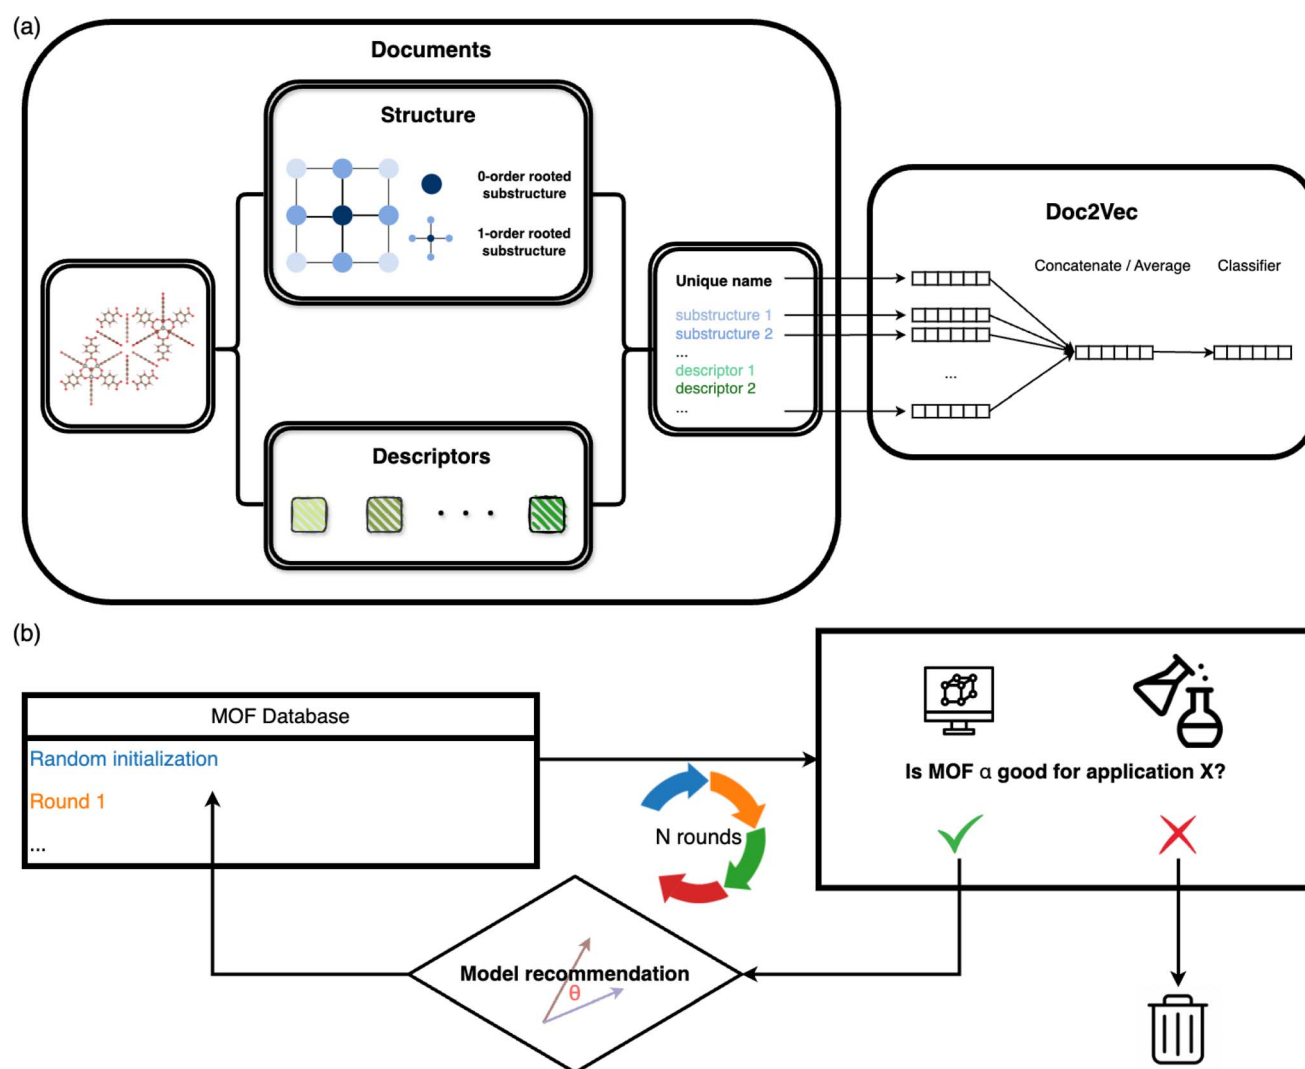 (a)
Documents
Structure
0-order rooted
substructure
1-order rooted
substructure
Descriptors
Unique name
substructure 1
substructure 2
...
descriptor 1
descriptor 2
...
Doc2Vec
Concatenate / Average
Classifier
...
(b)
MOF Database
Random initialization
Round 1
...
N rounds
Is MOF α good for application X?
Model recommendation
θ